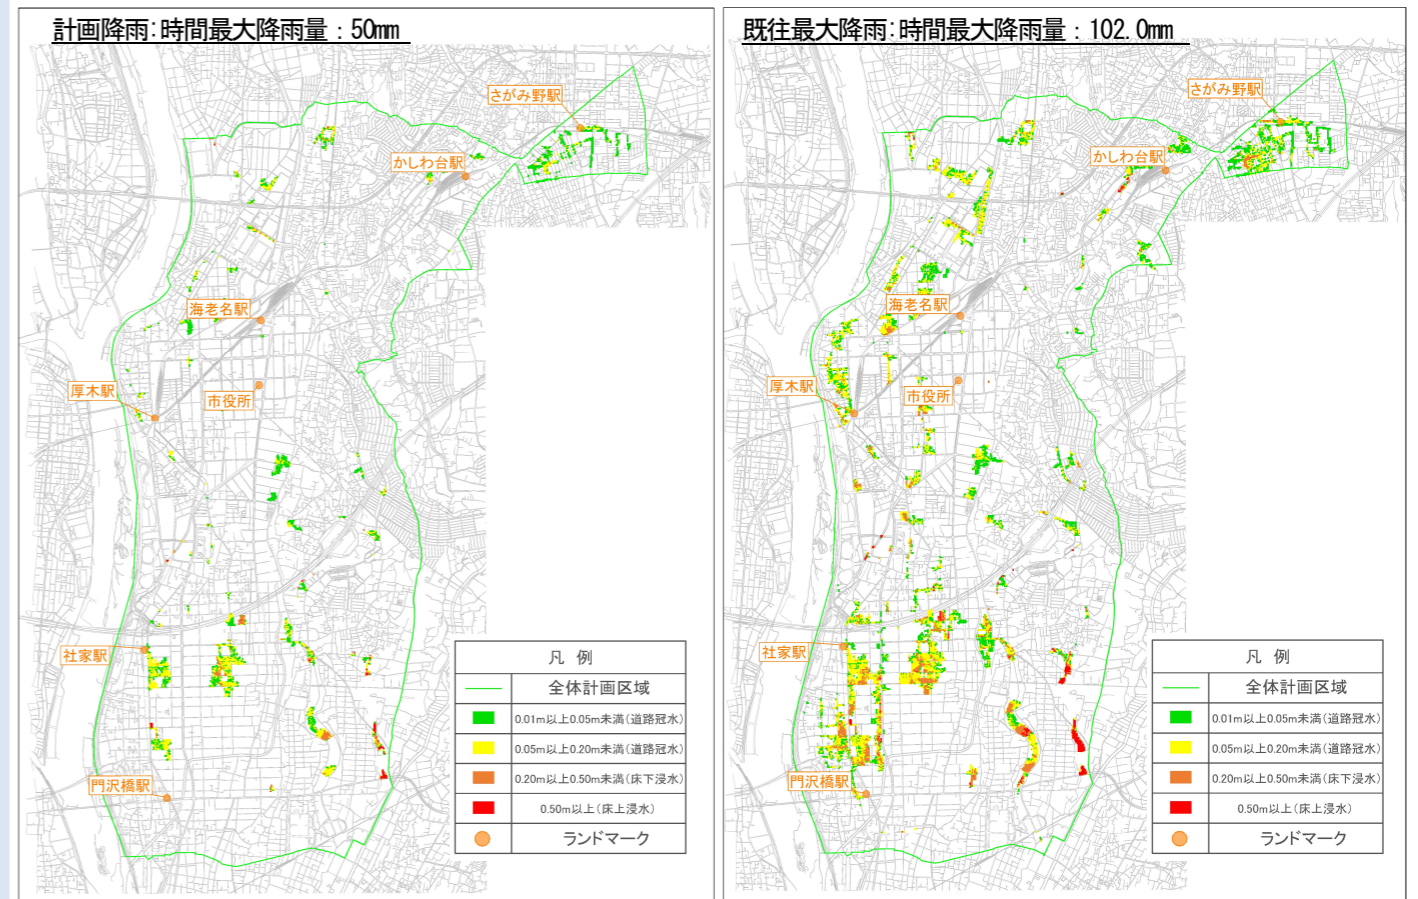 計画降雨:時間最大降雨量：50mm
さがみ野駅
かしわ台駅
海老名駅
厚木駅
市役所
社家駅
門沢橋駅
凡 例
全体計画区域
0.01m以上0.05m未満(道路冠水)
0.05m以上0.20m未満(道路冠水)
0.20m以上0.50m未満(床下浸水)
0.50m以上(床上浸水)
ランドマーク
既往最大降雨:時間最大降雨量：102.0mm
さがみ野駅
かしわ台駅
海老名駅
厚木駅
市役所
社家駅
門沢橋駅
凡 例
全体計画区域
0.01m以上0.05m未満(道路冠水)
0.05m以上0.20m未満(道路冠水)
0.20m以上0.50m未満(床下浸水)
0.50m以上(床上浸水)
ランドマーク